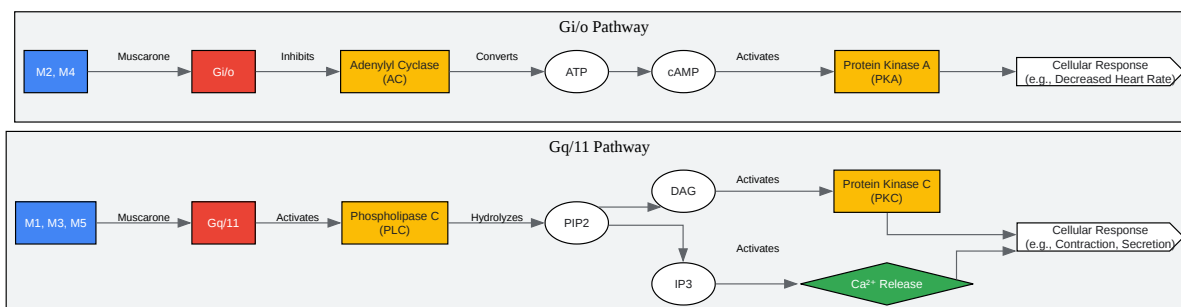 Gi/o Pathway
M2, M4
Muscarone
Gi/o
Inhibits
Adenylyl Cyclase
(AC)
Converts
ATP
cAMP
Activates
Protein Kinase A
(PKA)
Cellular Response
(e.g., Decreased Heart Rate)
Gq/11 Pathway
M1, M3, M5
Muscarone
Gq/11
Activates
Phospholipase C
(PLC)
Hydrolyzes
PIP2
DAG
Activates
Protein Kinase C
(PKC)
IP3
Activates
Ca²⁺ Release
Cellular Response
(e.g., Contraction, Secretion)